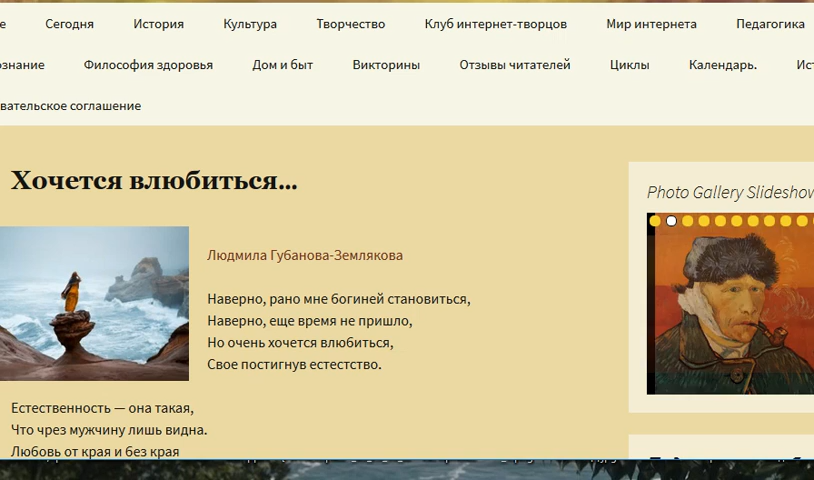 Сегодня История Культура Творчество Клуб интернет-творцов Мир интернета Педагогика
Философия здоровья Дом и быт Викторины Отзывы читателей Циклы Календарь.
соглашение
Хочется влюбиться...
Людмила Губанова-Землякова
Наверно, рано мне богиней становиться,
Наверно, еще время не пришло,
Но очень хочется влюбиться,
Свое постигнув естестство.
Естественность — она такая,
Что чрез мужчину лишь видна.
Любовь от края и без края
Photo Gallery Slideshow